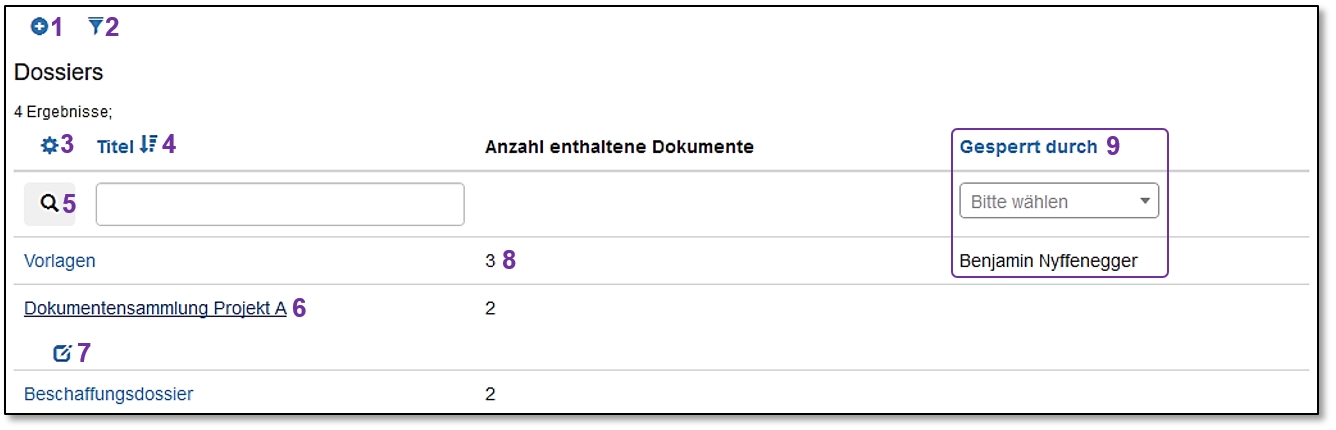 1 2
Dossiers
4 Ergebnisse;
3 Titel 4 Anzahl enthaltene Dokumente Gesperrt durch 9
5 Bitte wählen
Vorlagen 3 8 Benjamin Nyffenegger
Dokumentensammlung Projekt A 6 2
7
Beschaffungsdossier 2